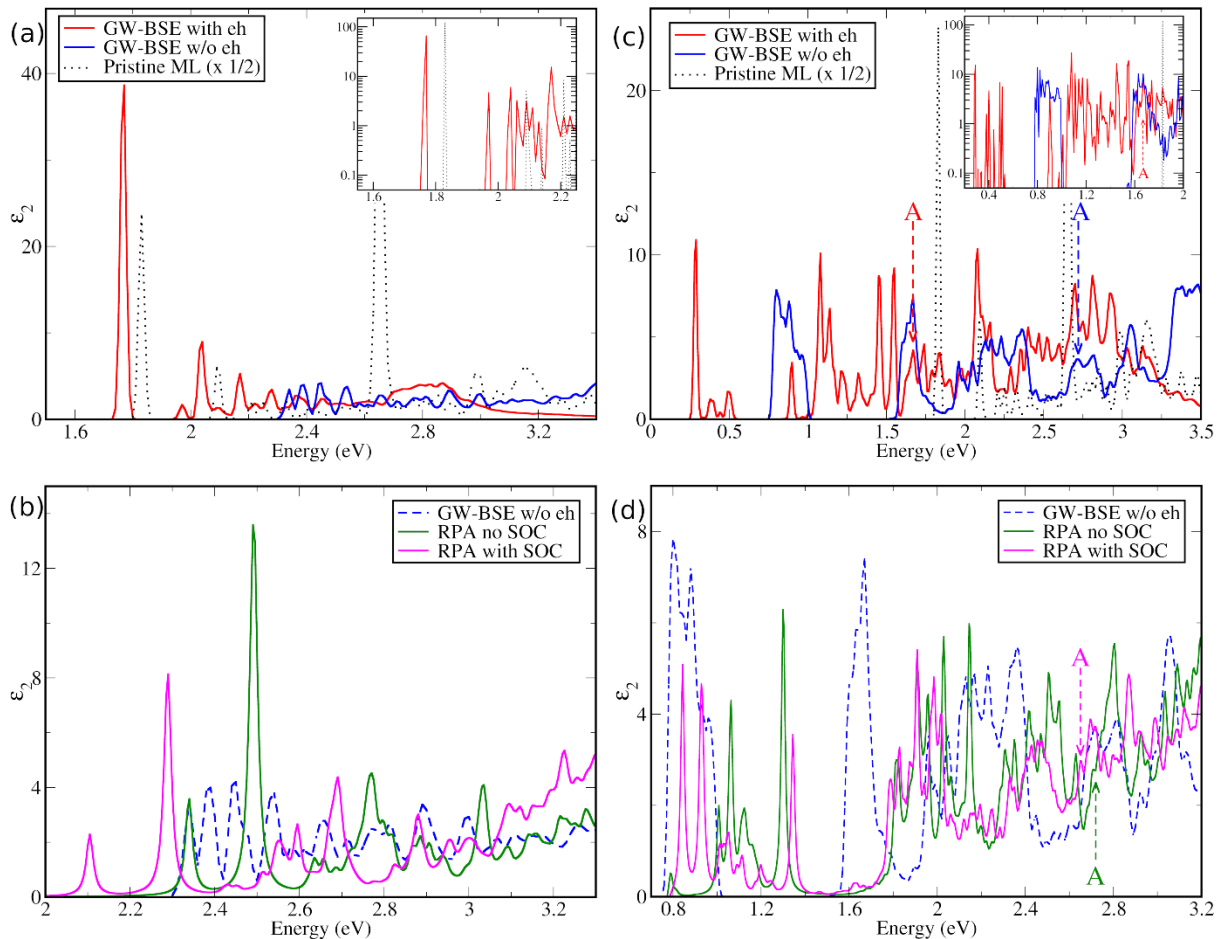 (a)
GW-BSE with eh
GW-BSE w/o eh
Pristine ML (x 1/2)
40
20
0
ε2
1.6 2 2.4 2.8 3.2
Energy (eV)
100
10
1
0.1
1.6 1.8 2 2.2
(c)
GW-BSE with eh
GW-BSE w/o eh
Pristine ML (x 1/2)
20
10
0
ε2
A
A
0 0.5 1 1.5 2 2.5 3 3.5
Energy (eV)
100
10
1
0.1
A
0.4 0.8 1.2 1.6 2
(b)
GW-BSE w/o eh
RPA no SOC
RPA with SOC
12
8
4
0
ε2
2 2.2 2.4 2.6 2.8 3 3.2
Energy (eV)
(d)
GW-BSE w/o eh
RPA no SOC
RPA with SOC
8
4
0
ε2
A
A
0.8 1.2 1.6 2 2.4 2.8 3.2
Energy (eV)